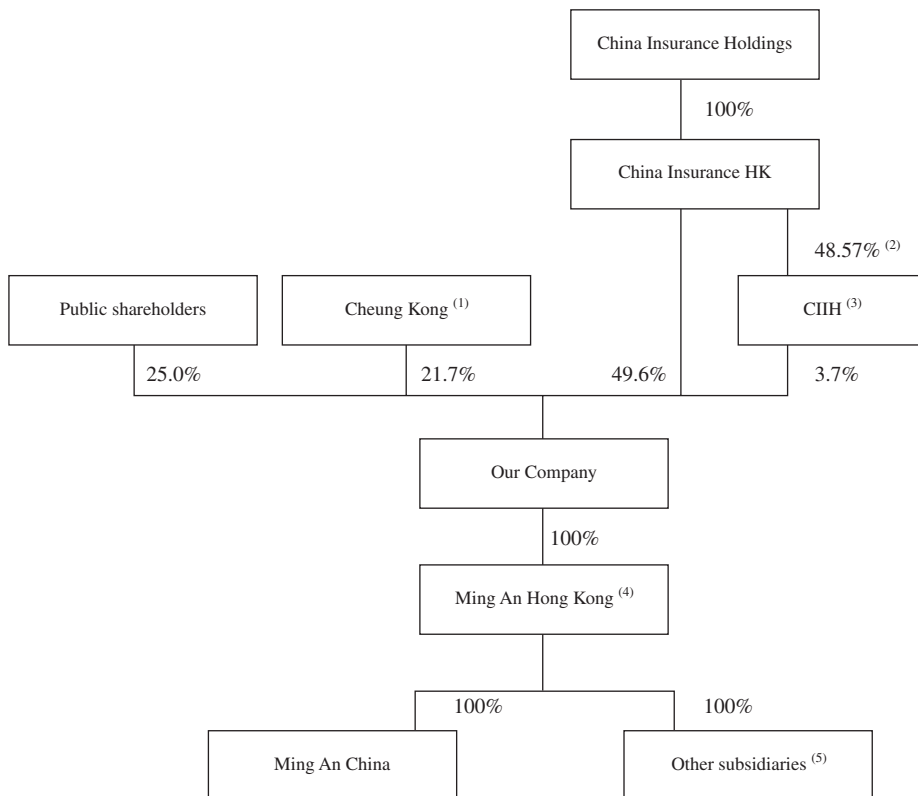 China Insurance Holdings
100%
China Insurance HK
48.57% (2)
Public shareholders
Cheung Kong (1)
CIIH (3)
25.0%
21.7%
49.6%
3.7%
Our Company
100%
Ming An Hong Kong (4)
100%
100%
Ming An China
Other subsidiaries (5)